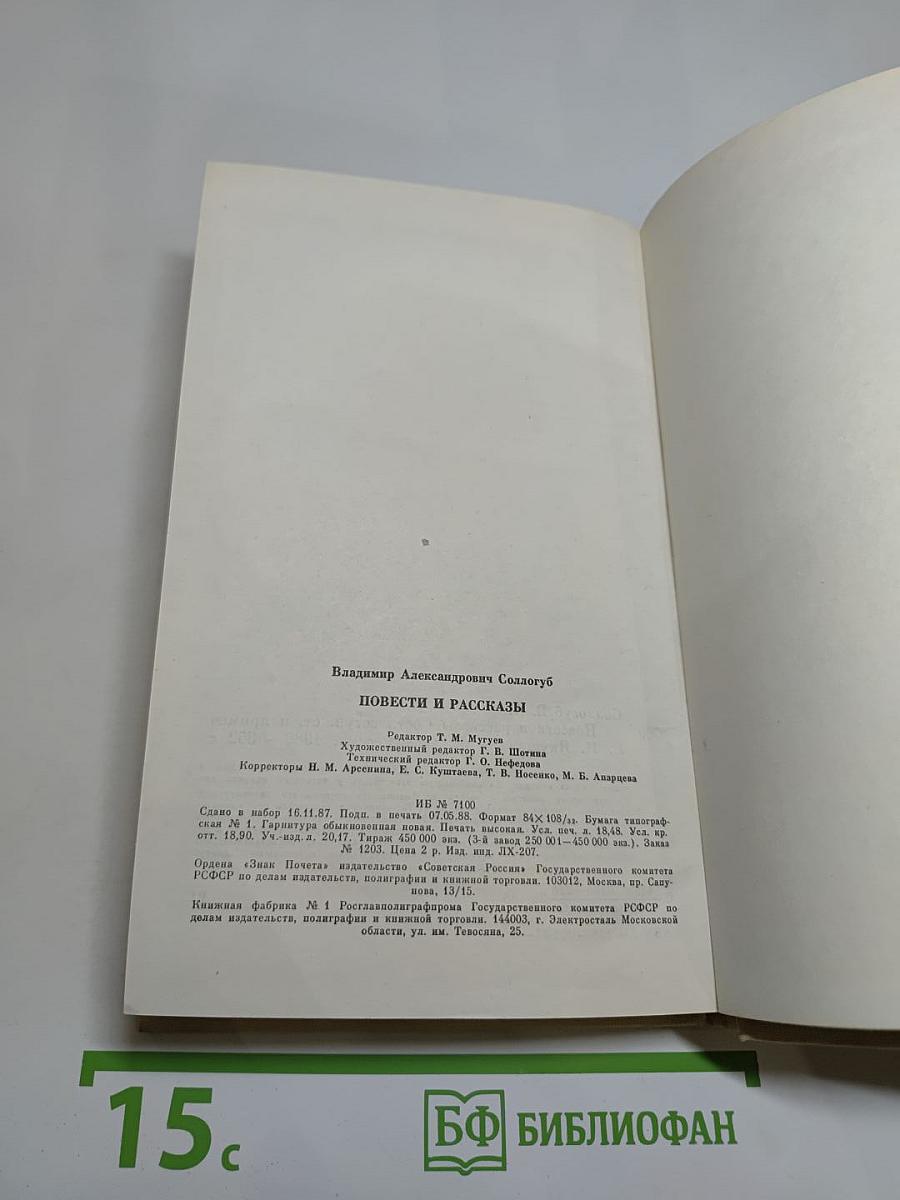 Владимир Александрович Соллогуб
ПОВЕСТИ И РАССКАЗЫ
Редактор Т. М. Мугуев
Художественный редактор Г. В. Шотина
Технический редактор Г. О. Нефедова
Корректоры Н. М. Арсенина, Е. С. Куштаева, Т. В. Носенко, М. Б. Апарцева
ИБ № 7100
Сдано в набор 16.11.87. Подп. в печать 07.05.88. Формат 84×108/32. Бумага типограф-
ская № 1. Гарнитура обыкновенная новая. Печать высокая. Усл. печ. л. 18,48. Усл. кр.
отт. 18,90. Уч.-изд. л. 20,17. Тираж 450 000 экз. (3-й завод 250 001—450 000 экз.). Заказ
№ 1203. Цена 2 р. Изд. инд. ЛХ-207.
Ордена «Знак Почета» издательство «Советская Россия» Государственного комитета
РСФСР по делам издательств, полиграфии и книжной торговли. 103012, Москва, пр. Сапу-
нова, 13/15.
Книжная фабрика № 1 Росглавполиграфпрома Государственного комитета РСФСР по
делам издательств, полиграфии и книжной торговли. 144003, г. Электросталь Московской
области, ул. им. Тевосяна, 25.
15 с
БФ БИБЛИОФАН